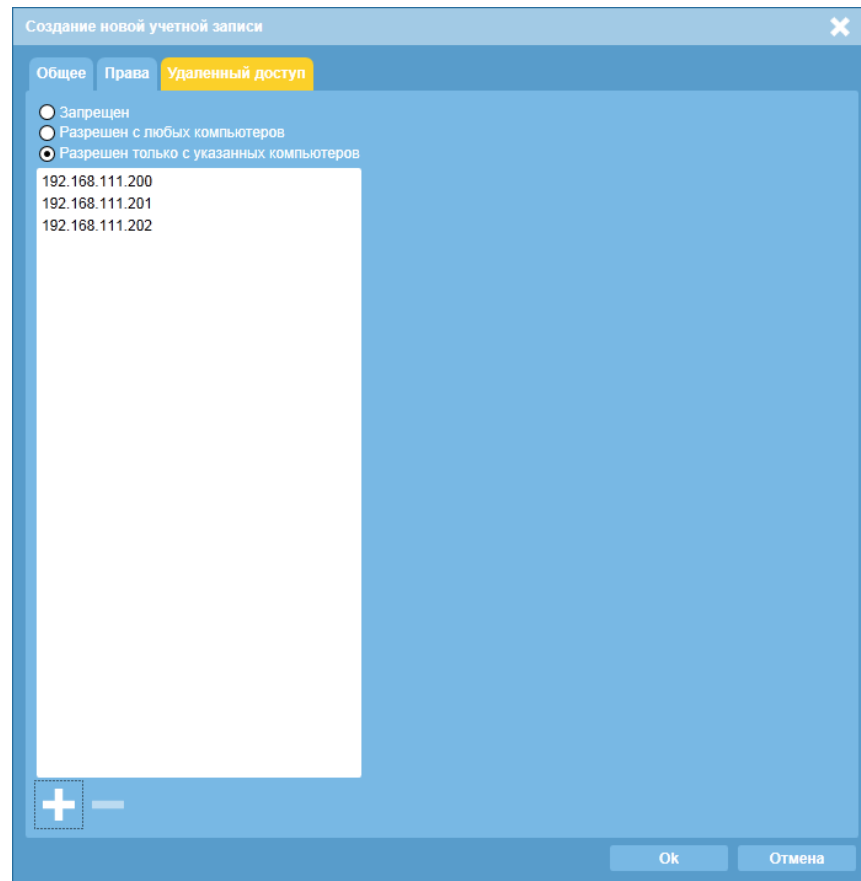 Создание новой учетной записи
Общее Права Удаленный доступ
Запрещен
Разрешен с любых компьютеров
Разрешен только с указанных компьютеров
192.168.111.200
192.168.111.201
192.168.111.202
Ok Отмена